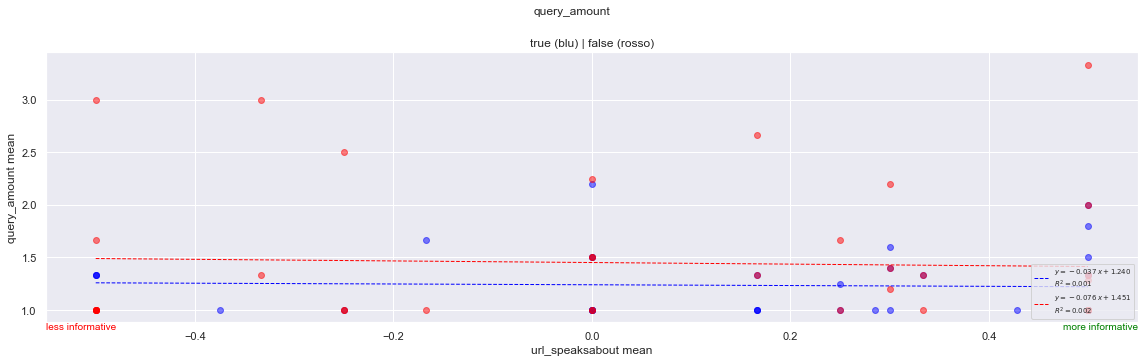 query_amount
true (blu) | false (rosso)
query_amount mean
3.0
2.5
2.0
1.5
1.0
y = −0.037 x + 1.240
R² = 0.001
y = −0.076 x + 1.451
R² = 0.002
less informative
more informative
−0.4
−0.2
0.0
0.2
0.4
url_speaksabout mean